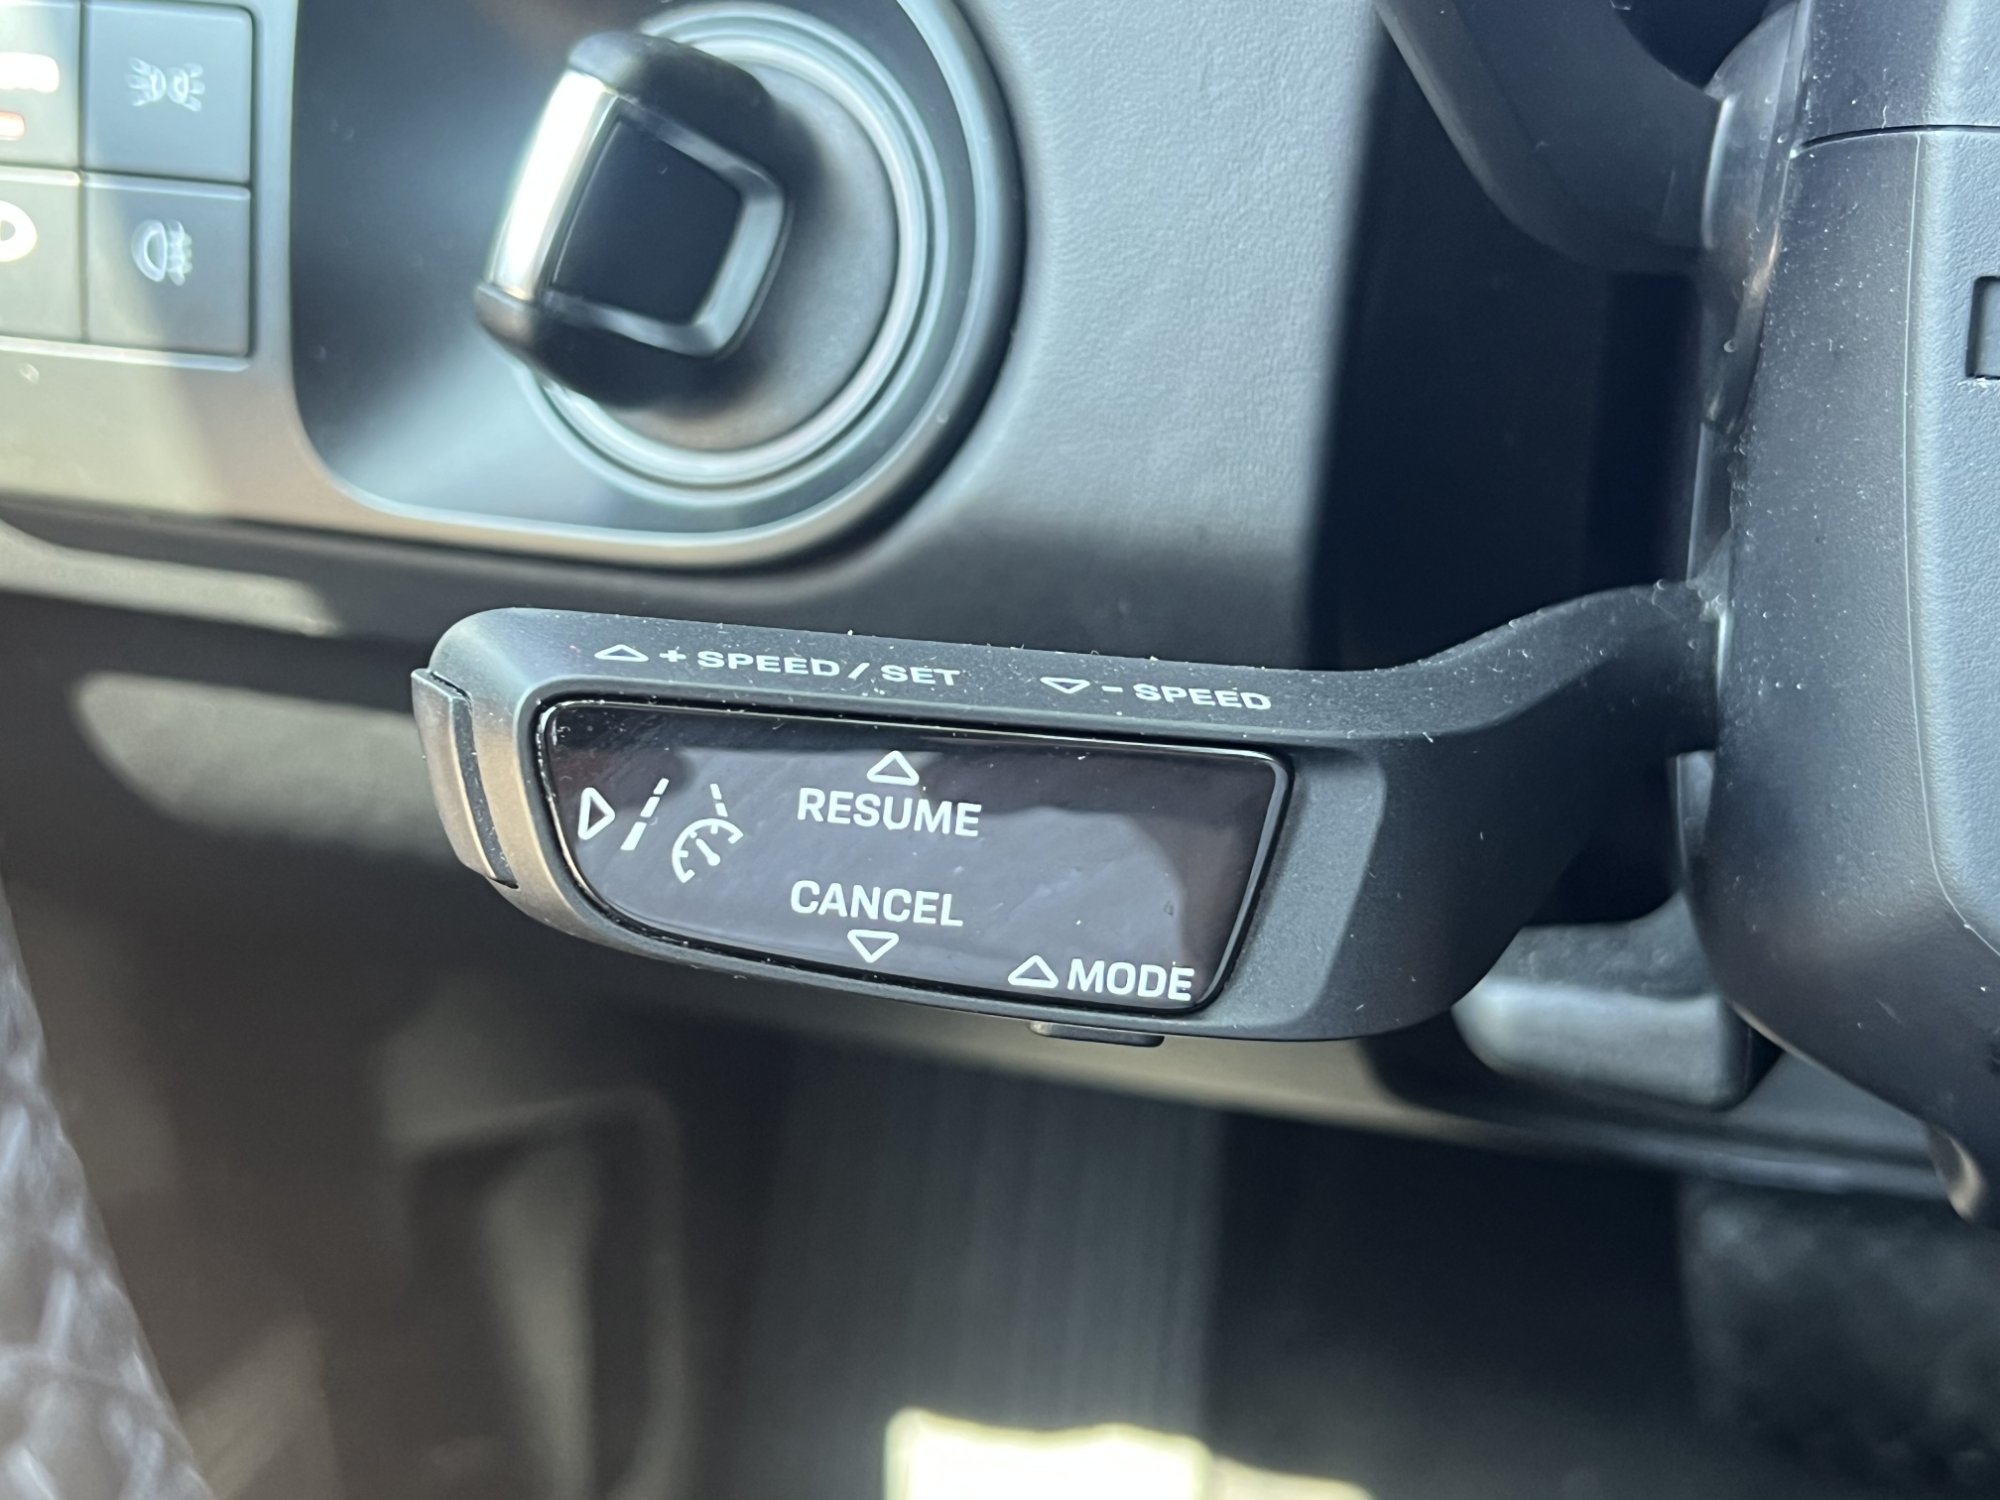 + SPEED / SET
- SPEED
RESUME
CANCEL
MODE